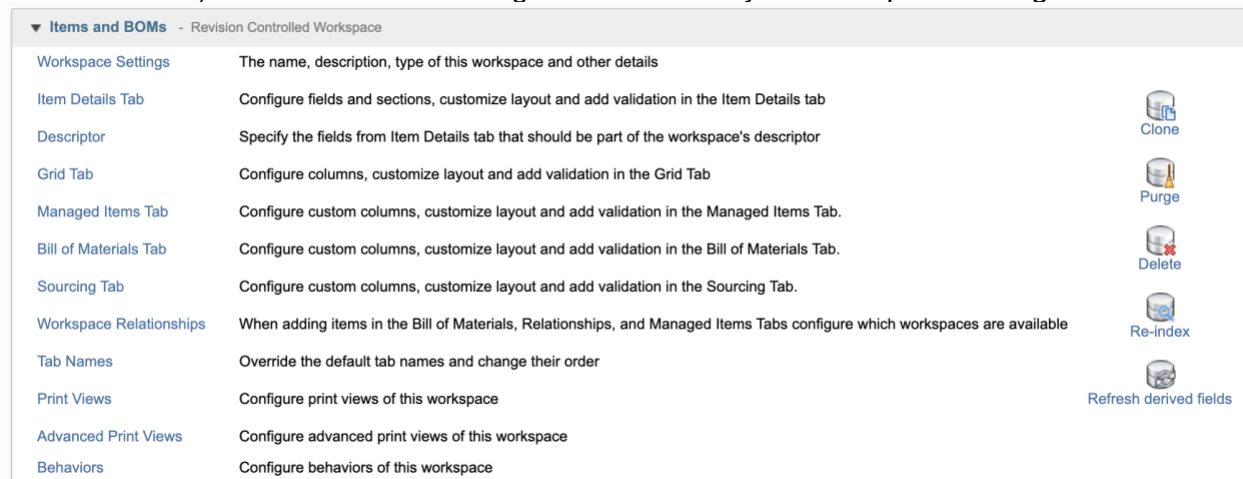 Items and BOMs - Revision Controlled Workspace
Workspace Settings The name, description, type of this workspace and other details
Item Details Tab Configure fields and sections, customize layout and add validation in the Item Details tab
Clone
Descriptor Specify the fields from Item Details tab that should be part of the workspace's descriptor
Grid Tab Configure columns, customize layout and add validation in the Grid Tab
Purge
Managed Items Tab Configure custom columns, customize layout and add validation in the Managed Items Tab.
Bill of Materials Tab Configure custom columns, customize layout and add validation in the Bill of Materials Tab.
Delete
Sourcing Tab Configure custom columns, customize layout and add validation in the Sourcing Tab.
Workspace Relationships When adding items in the Bill of Materials, Relationships, and Managed Items Tabs configure which workspaces are available
Re-index
Tab Names Override the default tab names and change their order
Print Views Configure print views of this workspace
Refresh derived fields
Advanced Print Views Configure advanced print views of this workspace
Behaviors Configure behaviors of this workspace